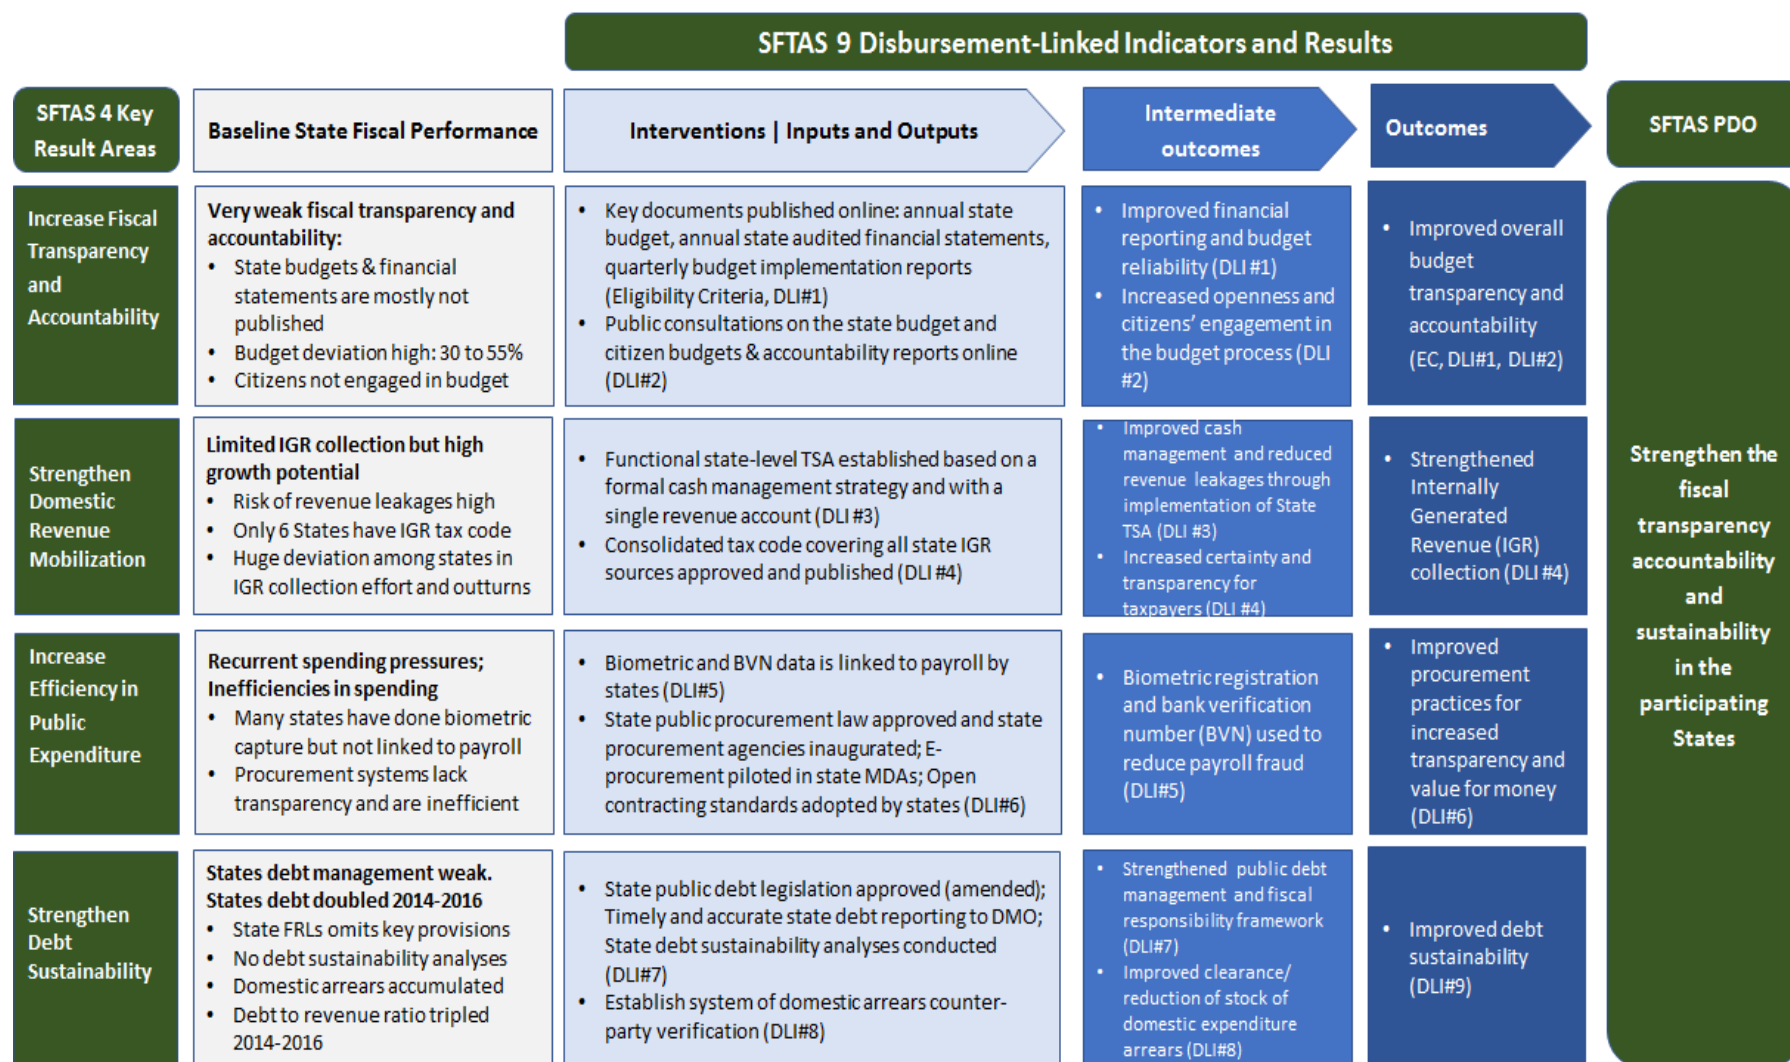 SFTAS 9 Disbursement-Linked Indicators and Results
SFTAS 4 Key
Result Areas
Baseline State Fiscal Performance
Interventions | Inputs and Outputs
Intermediate
outcomes
Outcomes
SFTAS PDO
Increase Fiscal
Transparency
and
Accountability
Very weak fiscal transparency and
accountability:
• State budgets & financial
statements are mostly not
published
• Budget deviation high: 30 to 55%
• Citizens not engaged in budget
• Key documents published online: annual state
budget, annual state audited financial statements,
quarterly budget implementation reports
(Eligibility Criteria, DLI#1)
• Public consultations on the state budget and
citizen budgets & accountability reports online
(DLI#2)
• Improved financial
reporting and budget
reliability (DLI #1)
• Increased openness and
citizens' engagement in
the budget process (DLI
#2)
• Improved overall
budget
transparency and
accountability
(EC, DLI#1, DLI#2)
Strengthen
Domestic
Revenue
Mobilization
Limited IGR collection but high
growth potential
• Risk of revenue leakages high
• Only 6 States have IGR tax code
• Huge deviation among states in
IGR collection effort and outturns
• Functional state-level TSA established based on a
formal cash management strategy and with a
single revenue account (DLI #3)
• Consolidated tax code covering all state IGR
sources approved and published (DLI #4)
• Improved cash
management and reduced
revenue leakages through
implementation of State
TSA (DLI #3)
• Increased certainty and
transparency for
taxpayers (DLI #4)
• Strengthened
Internally
Generated
Revenue (IGR)
collection (DLI #4)
Increase
Efficiency in
Public
Expenditure
Recurrent spending pressures;
Inefficiencies in spending
• Many states have done biometric
capture but not linked to payroll
• Procurement systems lack
transparency and are inefficient
• Biometric and BVN data is linked to payroll by
states (DLI#5)
• State public procurement law approved and state
procurement agencies inaugurated; E-
procurement piloted in state MDAs; Open
contracting standards adopted by states (DLI#6)
• Biometric registration
and bank verification
number (BVN) used to
reduce payroll fraud
(DLI#5)
• Improved
procurement
practices for
increased
transparency and
value for money
(DLI#6)
Strengthen
Debt
Sustainability
States debt management weak.
States debt doubled 2014-2016
• State FRLs omits key provisions
• No debt sustainability analyses
• Domestic arrears accumulated
• Debt to revenue ratio tripled
2014-2016
• State public debt legislation approved (amended);
Timely and accurate state debt reporting to DMO;
State debt sustainability analyses conducted
(DLI#7)
• Establish system of domestic arrears counter-
party verification (DLI#8)
• Strengthened public debt
management and fiscal
responsibility framework
(DLI#7)
• Improved clearance/
reduction of stock of
domestic expenditure
arrears (DLI#8)
• Improved debt
sustainability
(DLI#9)
Strengthen the
fiscal
transparency
accountability
and
sustainability
in the
participating
States